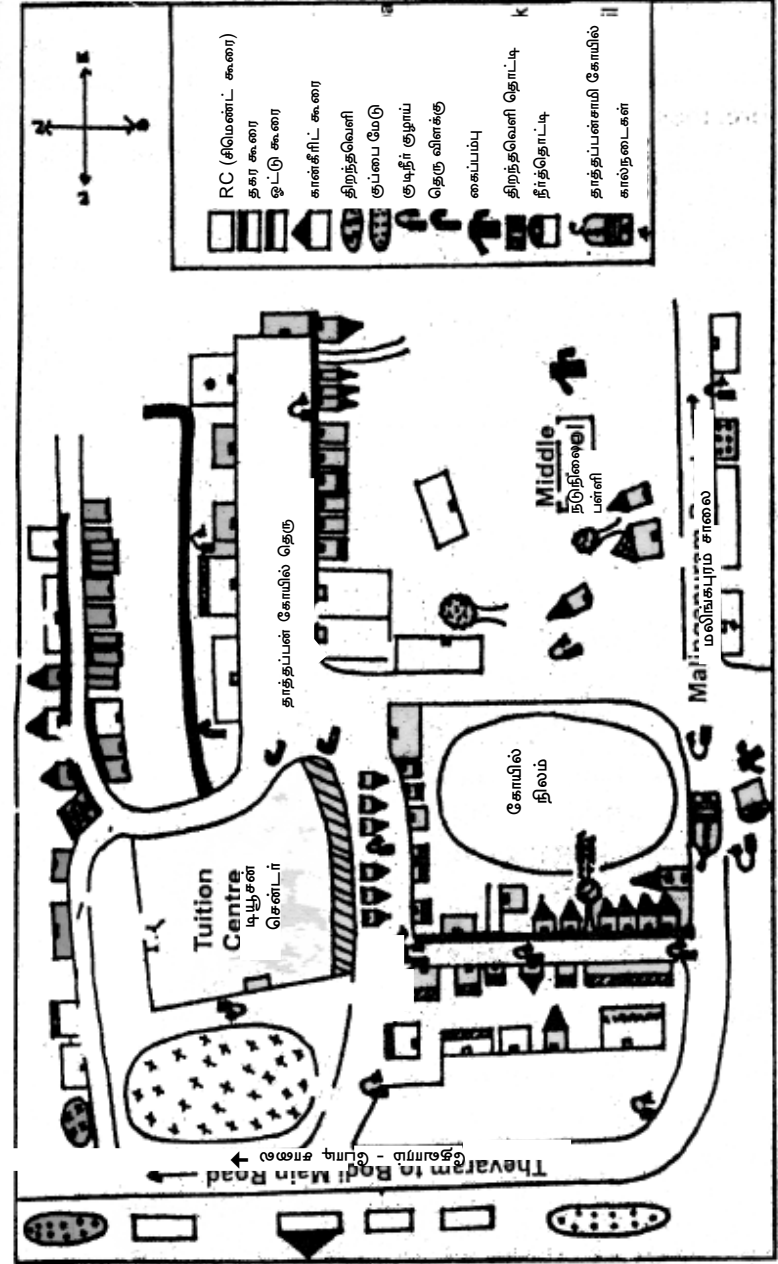 RC (சிமெண்ட் கூரை)
தகர கூரை
ஓட்டு கூரை
கான்கீரிட் கூரை
திறந்தவெளி
குப்பை மேடு
குடிநீர் குழாய்
தெரு விளக்கு
கைப்பம்பு
திறந்தவெளி தொட்டி
நீர்த்தொட்டி
தாத்தப்பன்சாமி கோயில்
கால்நடைகள்
தாத்தப்பன் கோயில் தெரு
Middle
நடுநிலை
பள்ளி
மலிங்கபுரம் சாலை
கோயில்
நிலம்
Tuition
Centre
டியூசன்
சென்டர்
தேவாரம் - போடி சாலை
Thevaram to Bodi Main Road